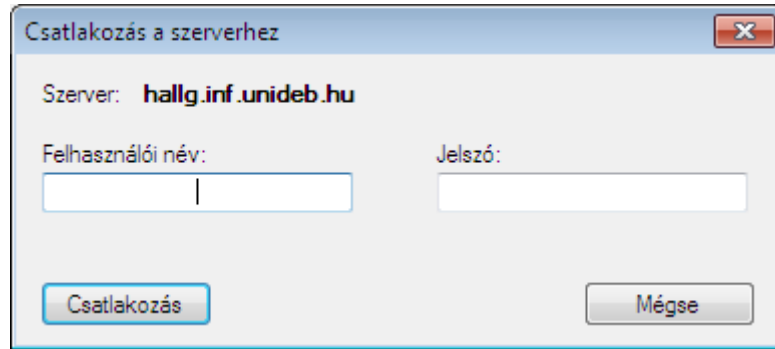 Csatlakozás a szerverhez
Szerver: hallg.inf.unideb.hu
Felhasználói név: Jelszó:
Csatlakozás Mégse